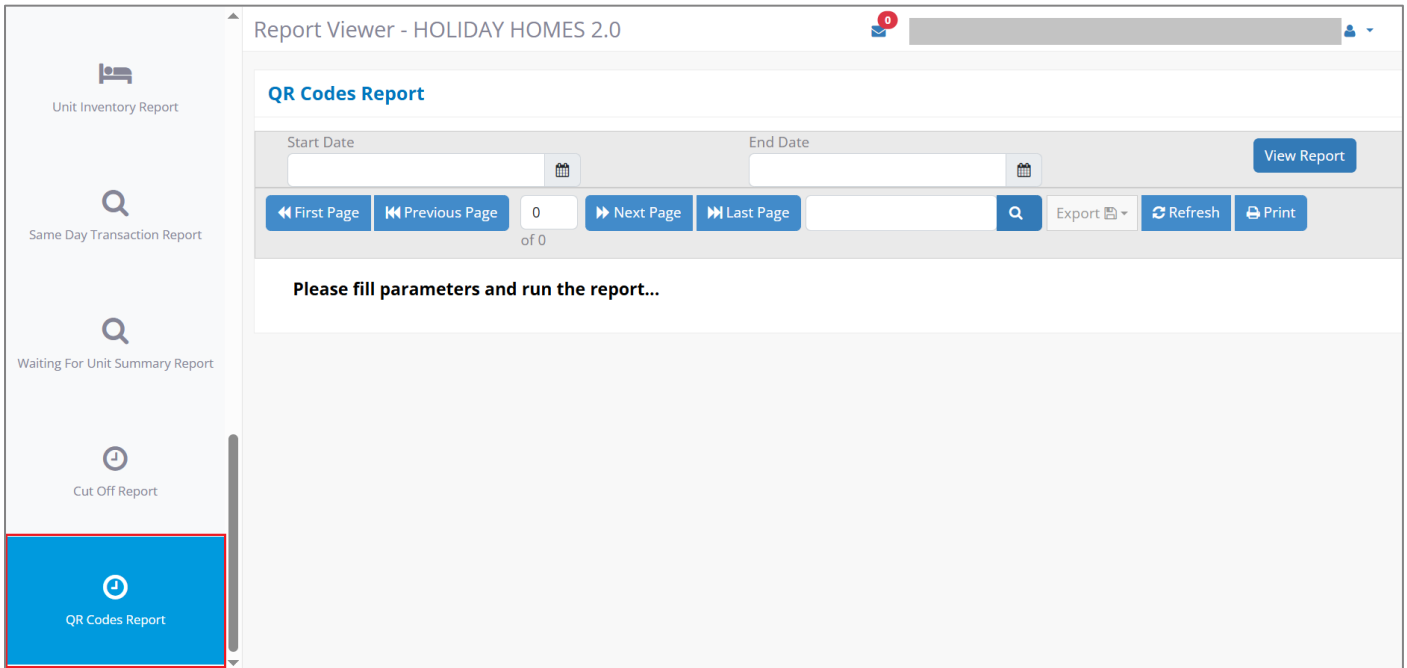 Report Viewer - HOLIDAY HOMES 2.0
0
Unit Inventory Report
Same Day Transaction Report
Waiting For Unit Summary Report
Cut Off Report
QR Codes Report
QR Codes Report
Start Date
End Date
View Report
First Page Previous Page 0 Next Page Last Page Export Refresh Print
of 0
Please fill parameters and run the report...